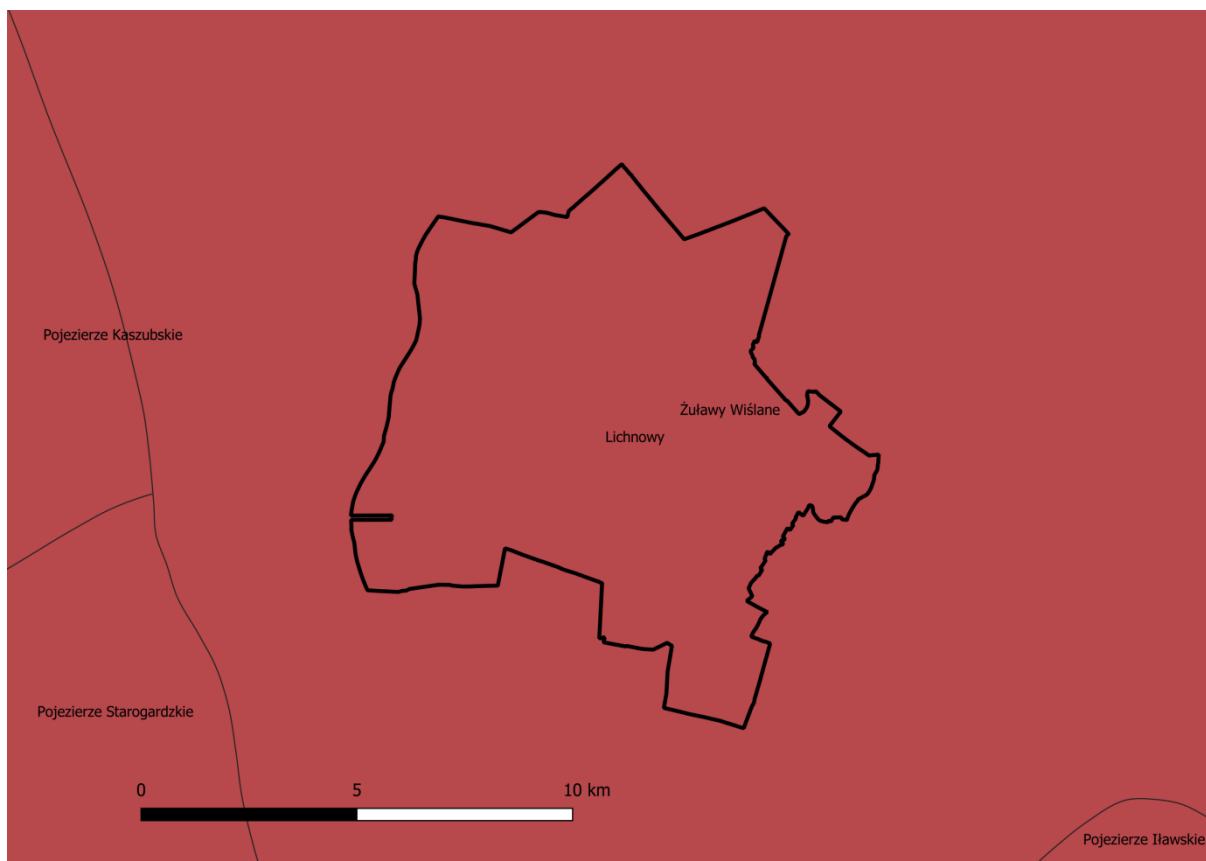 Pojezierze Kaszubskie
Żuławy Wiślane
Lichnowy
Pojezierze Starogardzkie
0 5 10 km
Pojezierze Iławskie